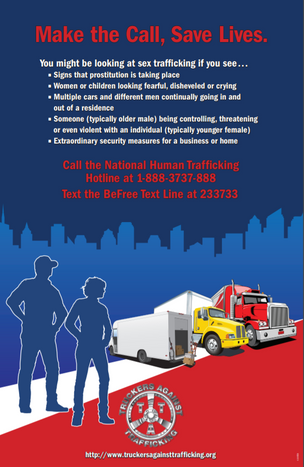 Make the Call, Save Lives.
You might be looking at sex trafficking if you see...
▪ Signs that prostitution is taking place
▪ Women or children looking fearful, disheveled or crying
▪ Multiple cars and different men continually going in and
out of a residence
▪ Someone (typically older male) being controlling, threatening
or even violent with an individual (typically younger female)
▪ Extraordinary security measures for a business or home
Call the National Human Trafficking
Hotline at 1-888-3737-888
Text the BeFree Text Line at 233733
TRUCKERS AGAINST
TRAFFICKING
http://www.truckersagainsttrafficking.org